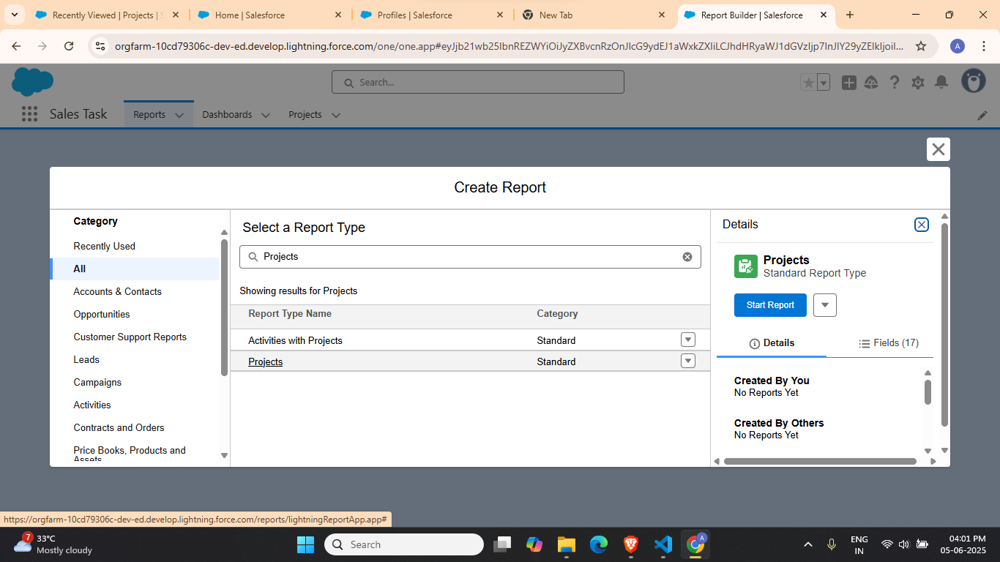 Recently Viewed | Projects | S
Home | Salesforce
Profiles | Salesforce
New Tab
Report Builder | Salesforce
orgfarm-10cd79306c-dev-ed.develop.lightning.force.com/one/one.app#eyJjb21wb25lbnREZWYiOiJyZXBvcnRzOnJlcG9ydEJ1aWxkZXIiLCJhdHRyaWJ1dGVzIjp7InJlY29yZElkIjoiI...
A
Search...
Sales Task
Reports
Dashboards
Projects
Create Report
Category
Recently Used
All
Accounts & Contacts
Opportunities
Customer Support Reports
Leads
Campaigns
Activities
Contracts and Orders
Price Books, Products and
Assets
Select a Report Type
Projects
Showing results for Projects
Report Type Name
Category
Activities with Projects
Standard
Projects
Standard
Details
Projects
Standard Report Type
Start Report
Details
Fields (17)
Created By You
No Reports Yet
Created By Others
No Reports Yet
https://orgfarm-10cd79306c-dev-ed.develop.lightning.force.com/reports/lightningReportApp.app#
7
33°C
Mostly cloudy
Search
A
ENG
IN
04:01 PM
05-06-2025